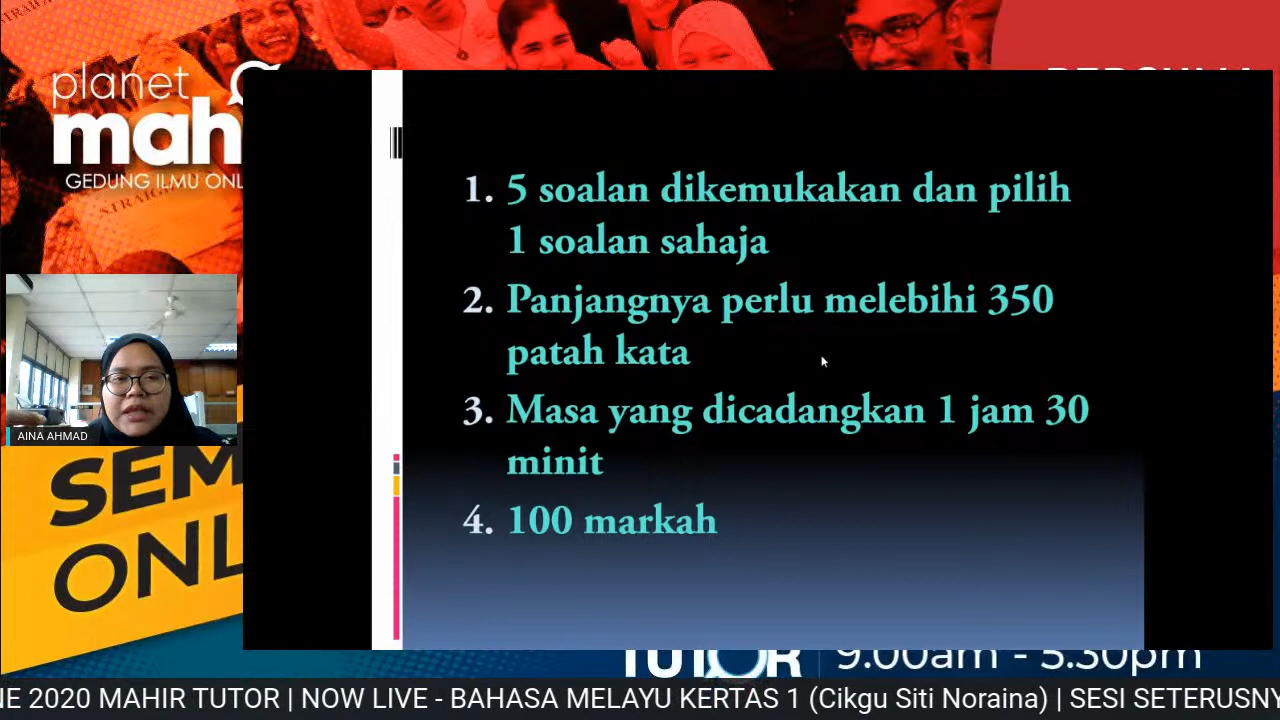 planet
mah
GEDUNG ILMU ONL
1. 5 soalan dikemukakan dan pilih
1 soalan sahaja
2. Panjangnya perlu melebihi 350
patah kata
3. Masa yang dicadangkan 1 jam 30
minit
4. 100 markah
AINA AHMAD
SEM
ONL
TUTOR
9.00am - 5.30pm
NE 2020 MAHIR TUTOR | NOW LIVE - BAHASA MELAYU KERTAS 1 (Cikgu Siti Noraina) | SESI SETERUSNY